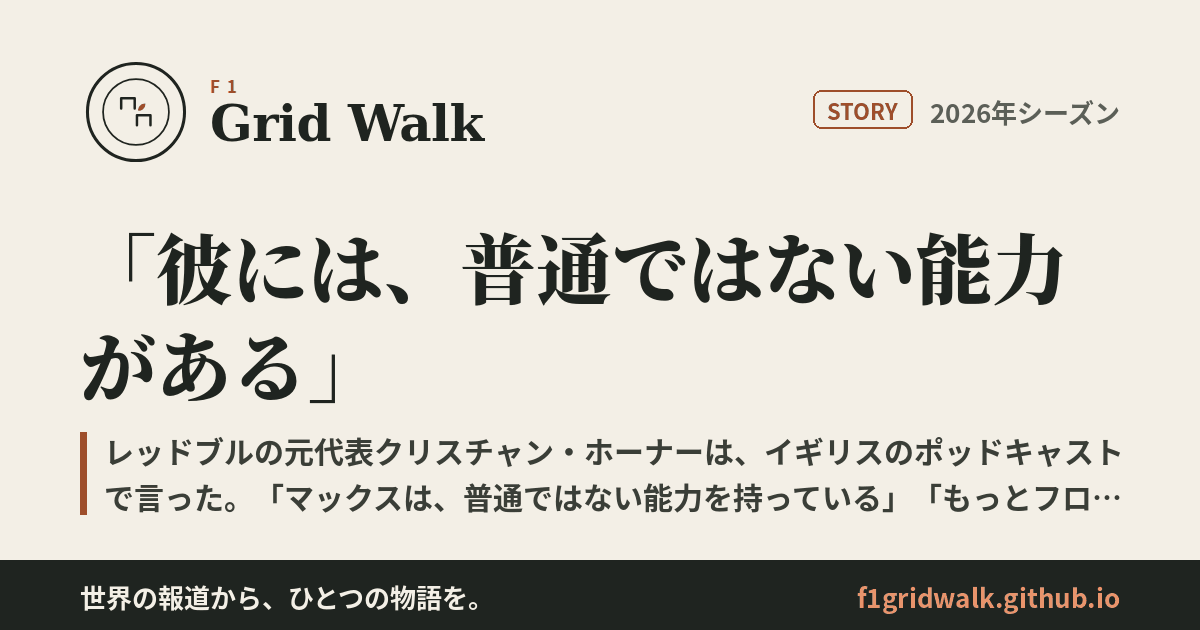 F1
Grid Walk
STORY
2026年シーズン
「彼には、普通ではない能力
がある」
レッドブルの元代表クリスチャン・ホーナーは、イギリスのポッドキャスト
で言った。「マックスは、普通ではない能力を持っている」「もっとフロ…
世界の報道から、ひとつの物語を。
f1gridwalk.github.io